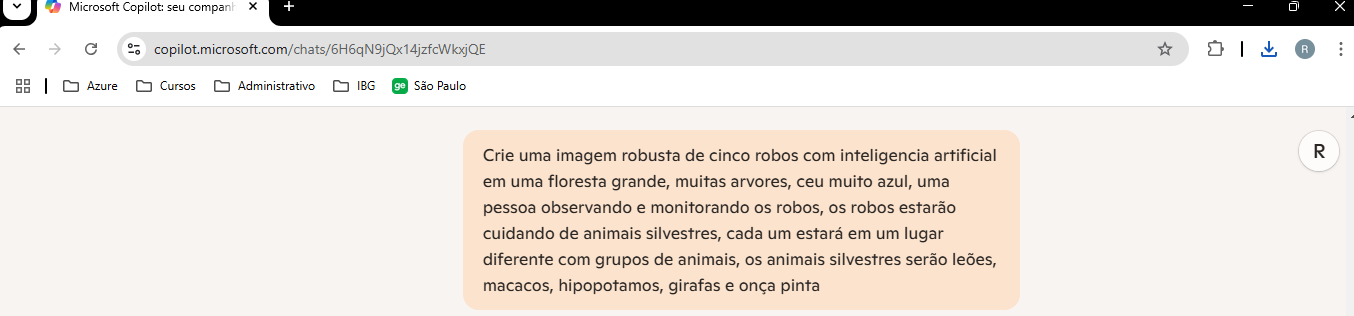 Microsoft Copilot: seu companh
copilot.microsoft.com/chats/6H6qN9jQx14jzfcWkxjQE
R
Azure
Cursos
Administrativo
IBG
ge
São Paulo
Crie uma imagem robusta de cinco robos com inteligencia artificial
em uma floresta grande, muitas arvores, ceu muito azul, uma
pessoa observando e monitorando os robos, os robos estarão
cuidando de animais silvestres, cada um estará em um lugar
diferente com grupos de animais, os animais silvestres serão leões,
macacos, hipopotamos, girafas e onça pinta
R